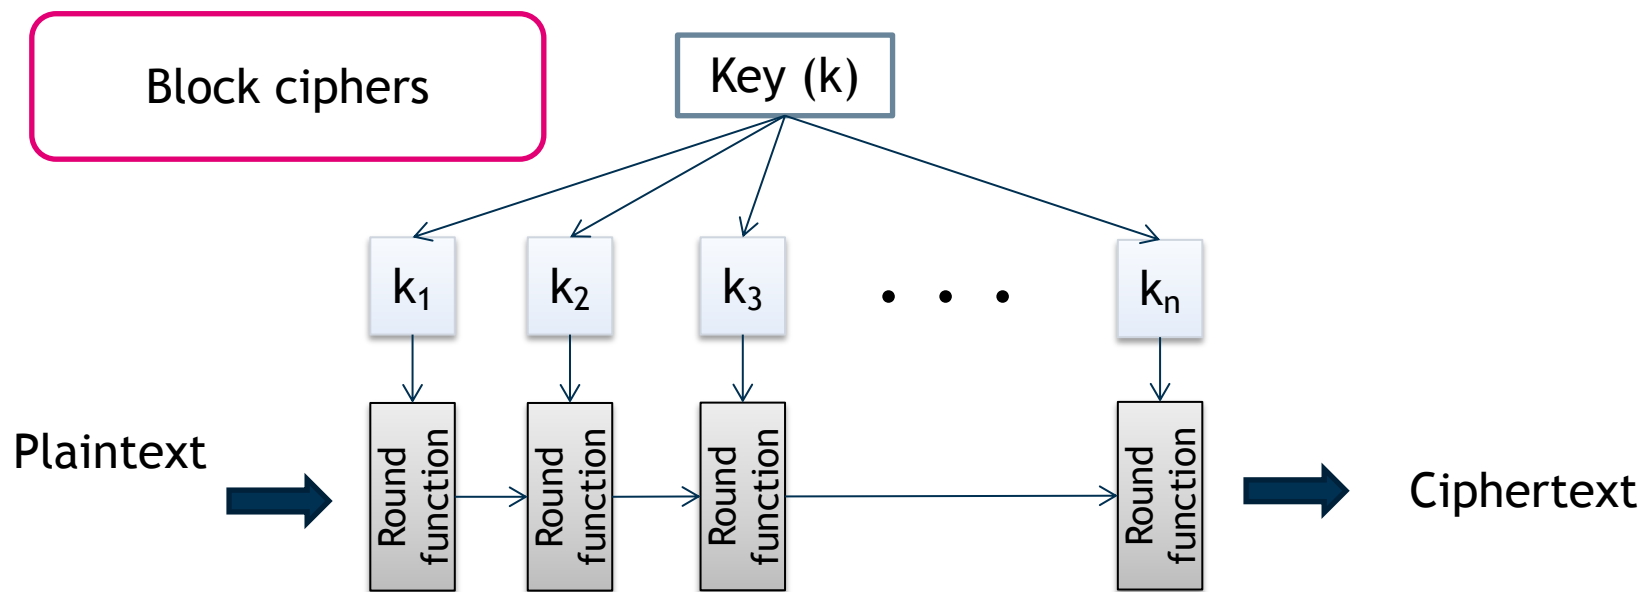 Block ciphers
Key (k)
k₁
k₂
k₃
. . .
kₙ
Plaintext
Round
function
Round
function
Round
function
Round
function
Ciphertext